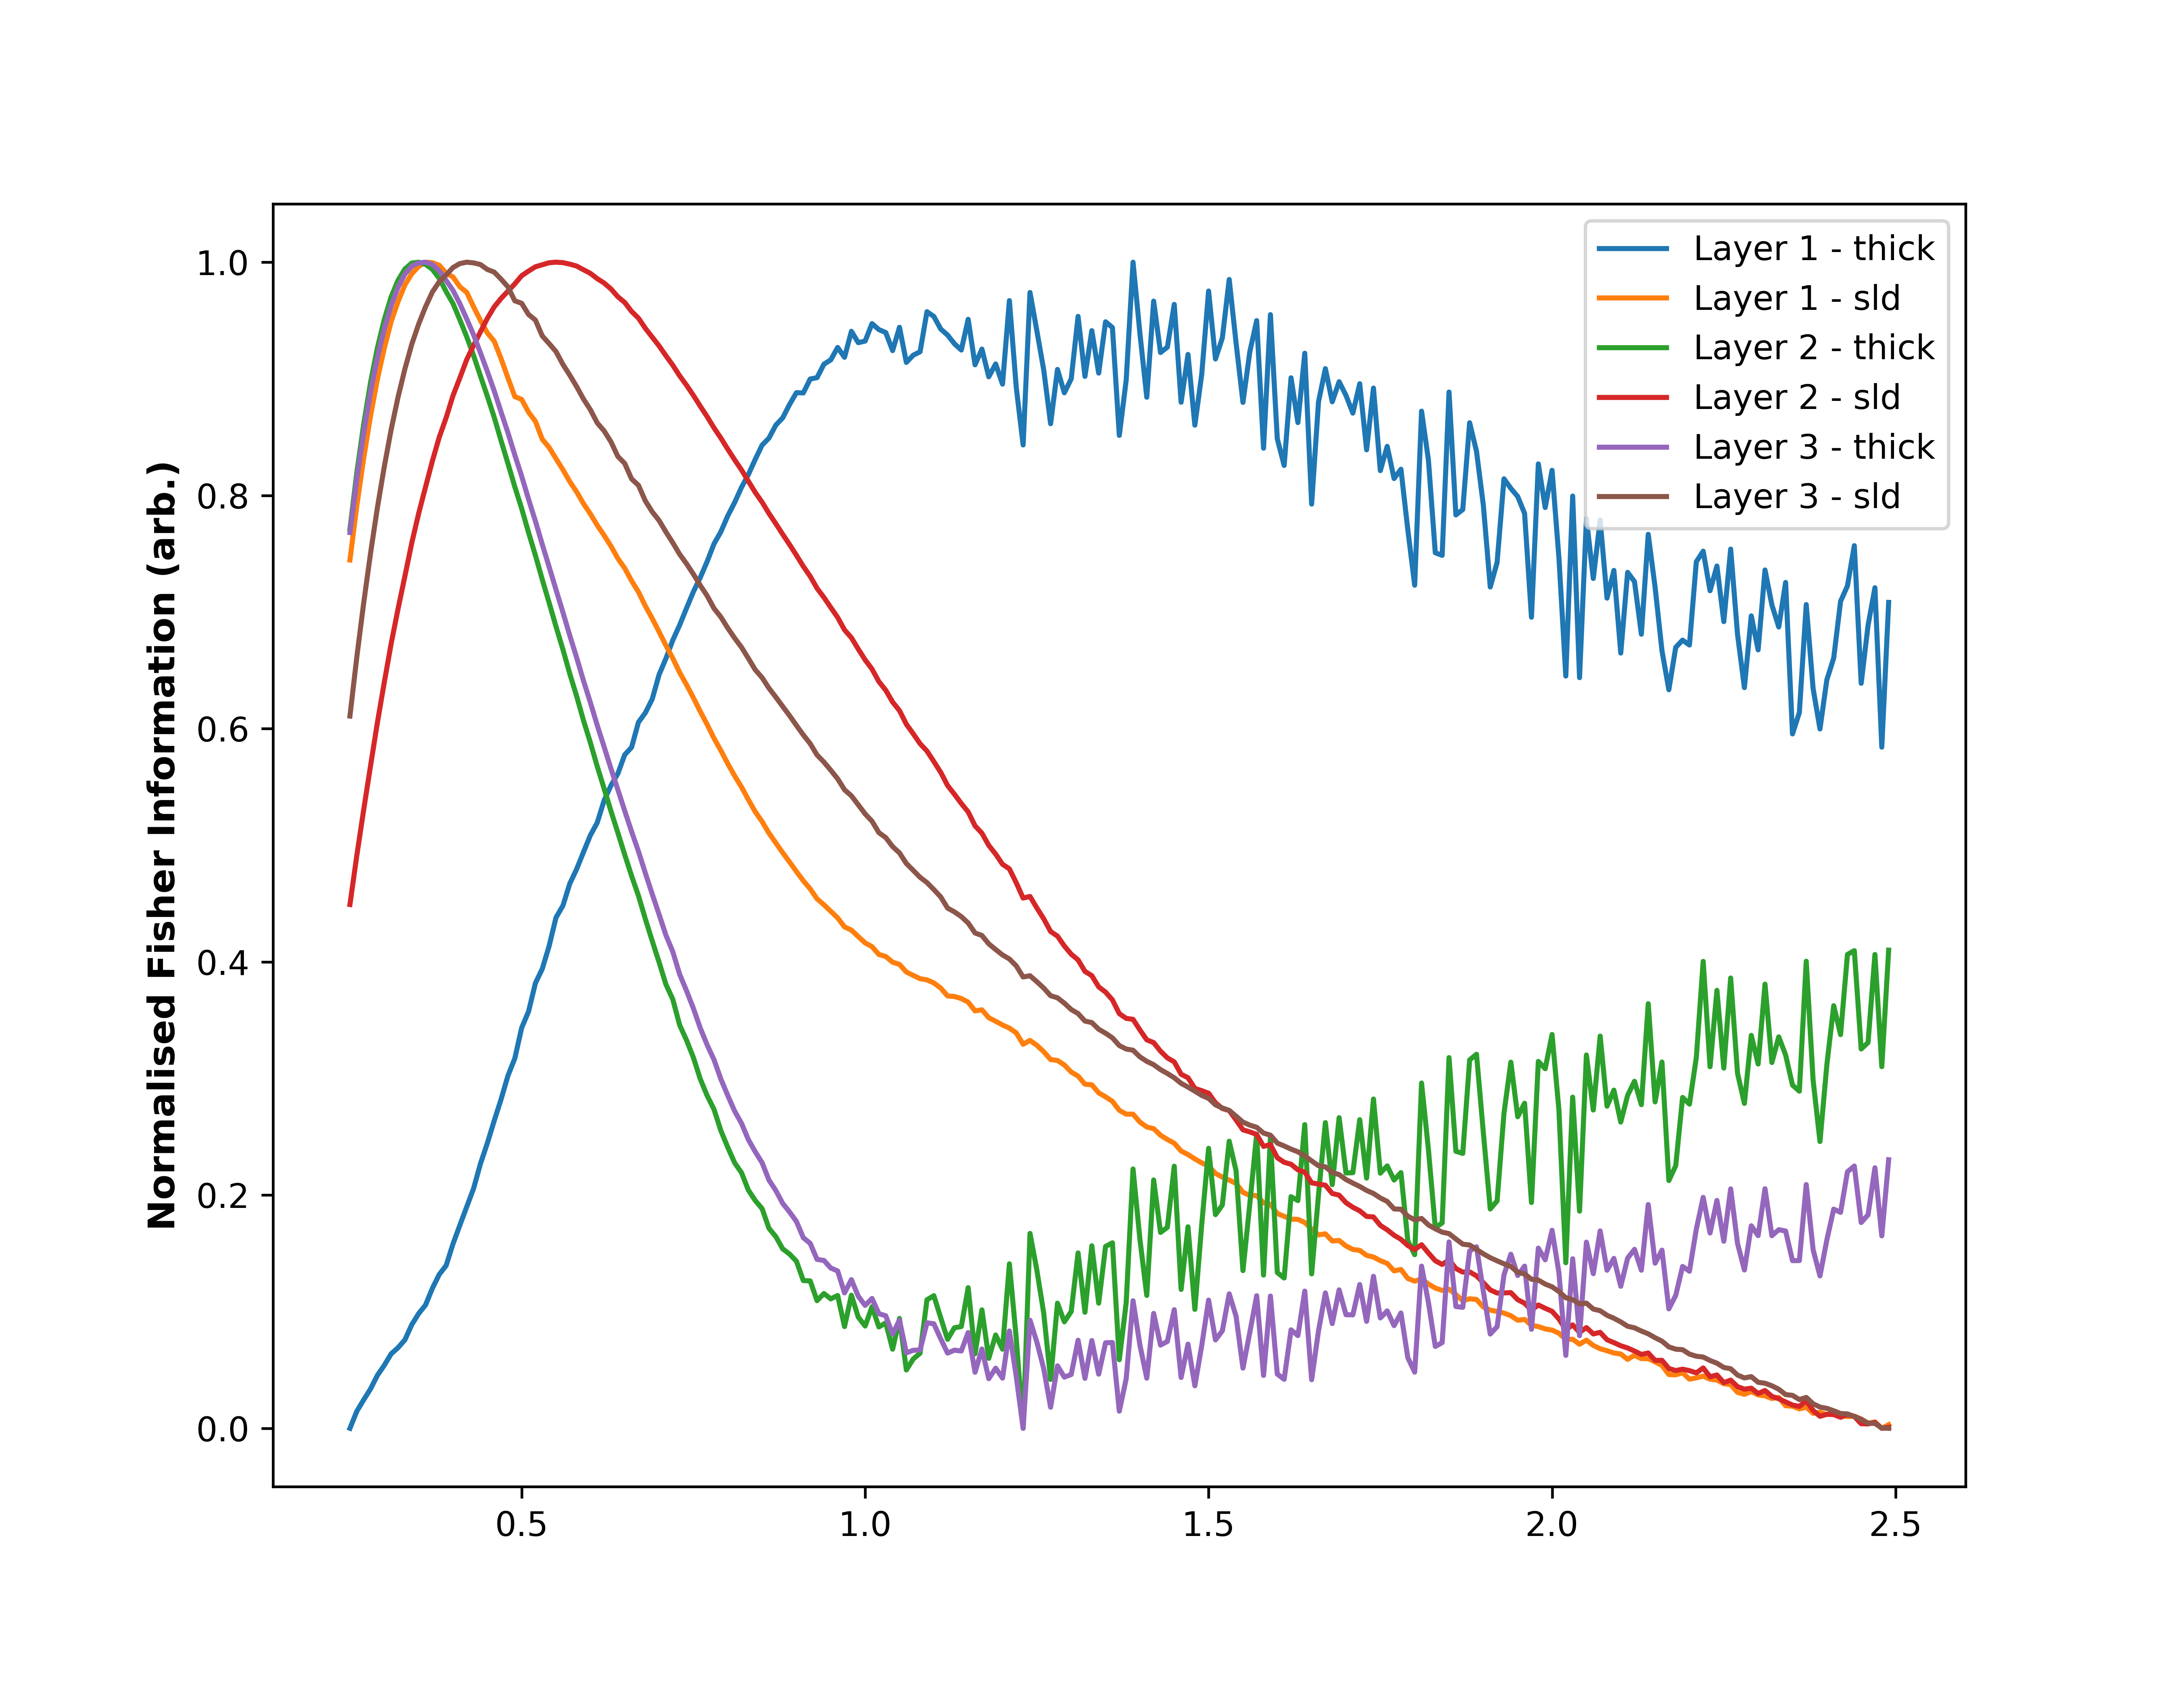 Normalised Fisher Information (arb.)
1.0
0.8
0.6
0.4
0.2
0.0
0.5
1.0
1.5
2.0
2.5
Layer 1 - thick
Layer 1 - sld
Layer 2 - thick
Layer 2 - sld
Layer 3 - thick
Layer 3 - sld